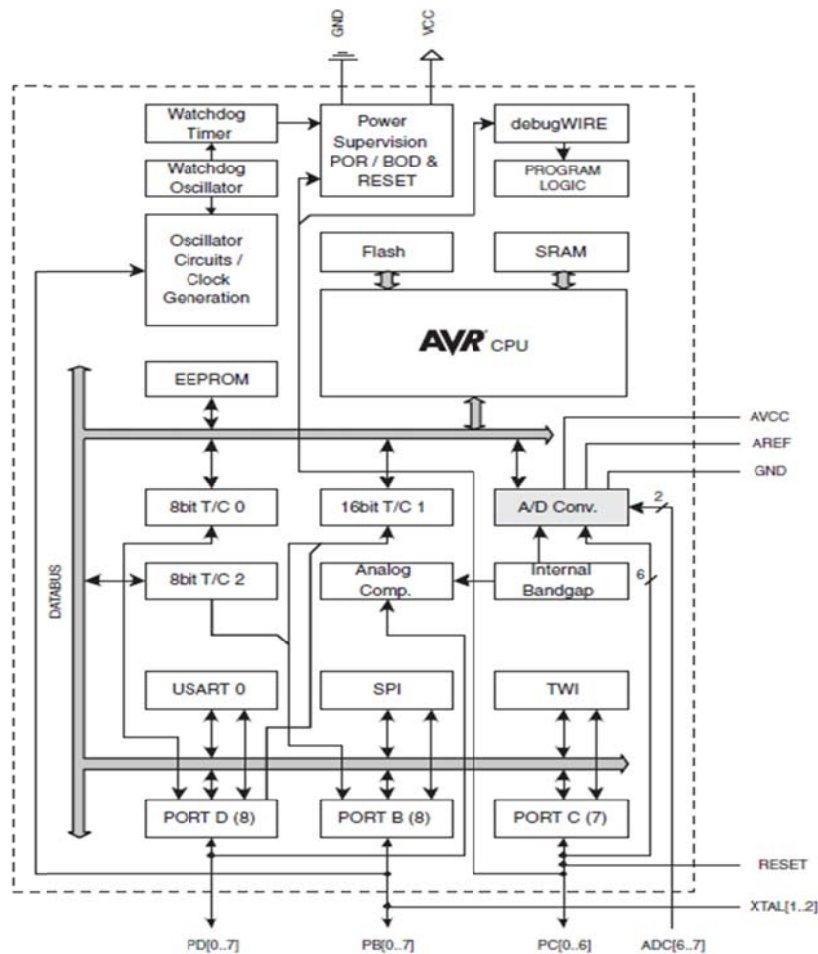 GND
VCC
Watchdog
Timer
Power
Supervision
POR / BOD &
RESET
debugWIRE
Watchdog
Oscillator
PROGRAM
LOGIC
Oscillator
Circuits /
Clock
Generation
Flash
SRAM
AVR CPU
EEPROM
AVCC
AREF
GND
8bit T/C 0
16bit T/C 1
A/D Conv.
2
DATABUS
8bit T/C 2
Analog
Comp.
Internal
Bandgap
6
USART 0
SPI
TWI
PORT D (8)
PORT B (8)
PORT C (7)
RESET
XTAL[1..2]
PD[0..7]
PB[0..7]
PC[0..6]
ADC[6..7]